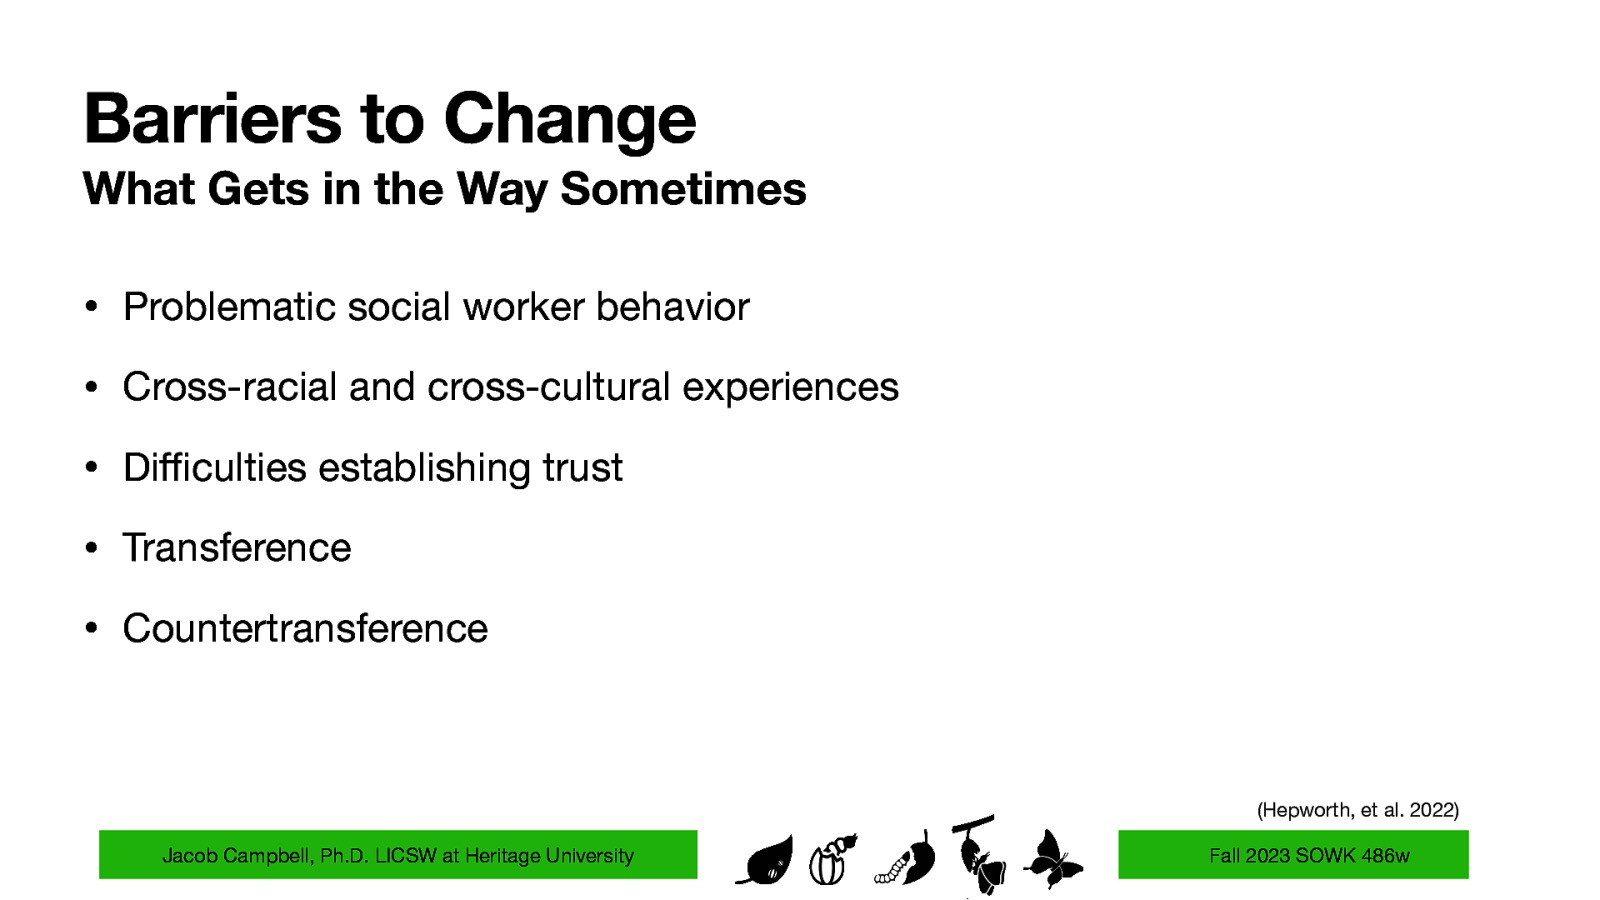 Barriers to Change
What Gets in the Way Sometimes
• Problematic social worker behavior
• Cross-racial and cross-cultural experiences
• Difficulties establishing trust
• Transference
• Countertransference
(Hepworth, et al. 2022)
Jacob Campbell, Ph.D. LICSW at Heritage University
Fall 2023 SOWK 486w